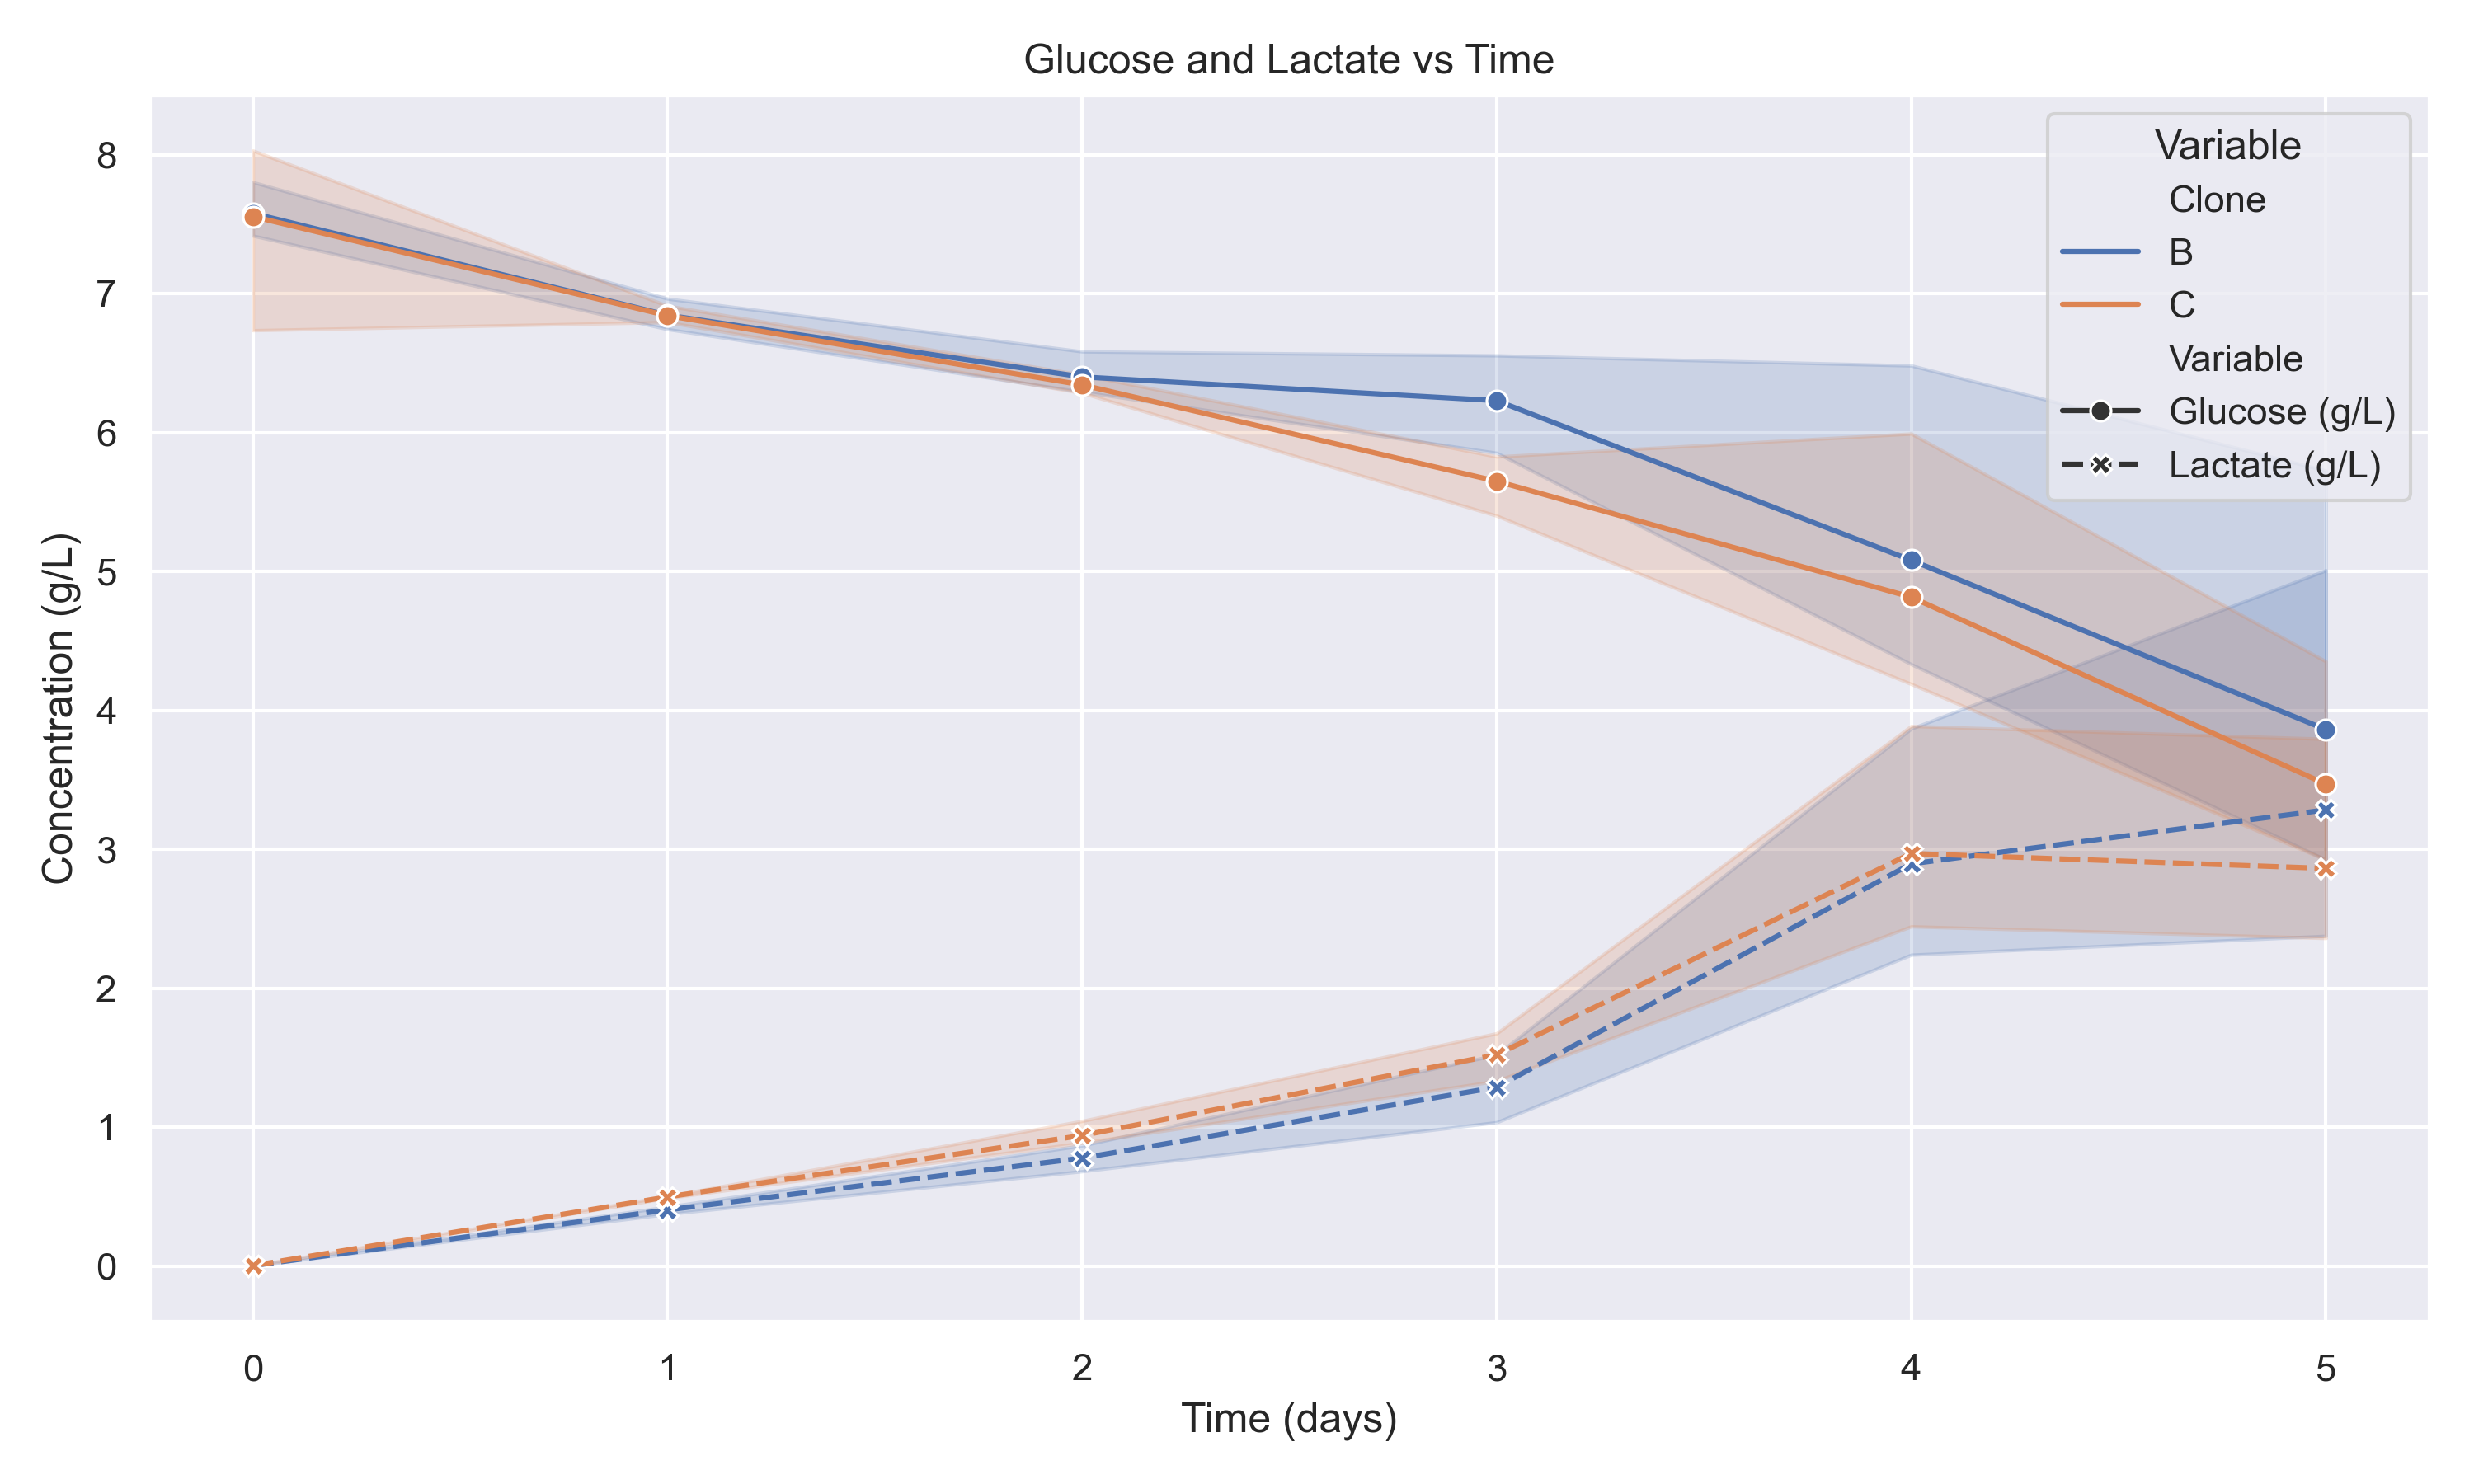 Glucose and Lactate vs Time
Concentration (g/L)
8
7
6
5
4
3
2
1
0
Variable
Clone
B
C
Variable
Glucose (g/L)
Lactate (g/L)
0 1 2 3 4 5
Time (days)